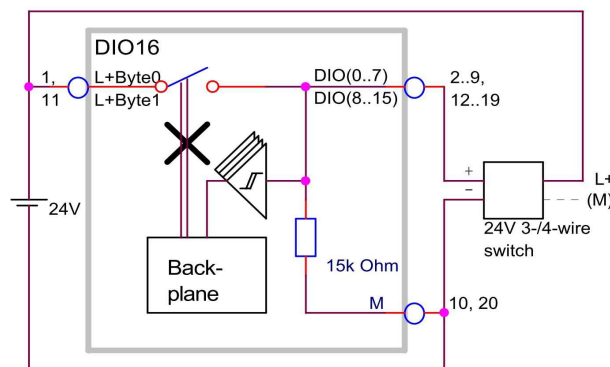 DIO16
1,
11
L+Byte0
L+Byte1
DIO(0..7)
DIO(8..15)
2..9,
12..19
+
−
L+
(M)
24V
24V 3-/4-wire
switch
Back-
plane
15k Ohm
M
10, 20